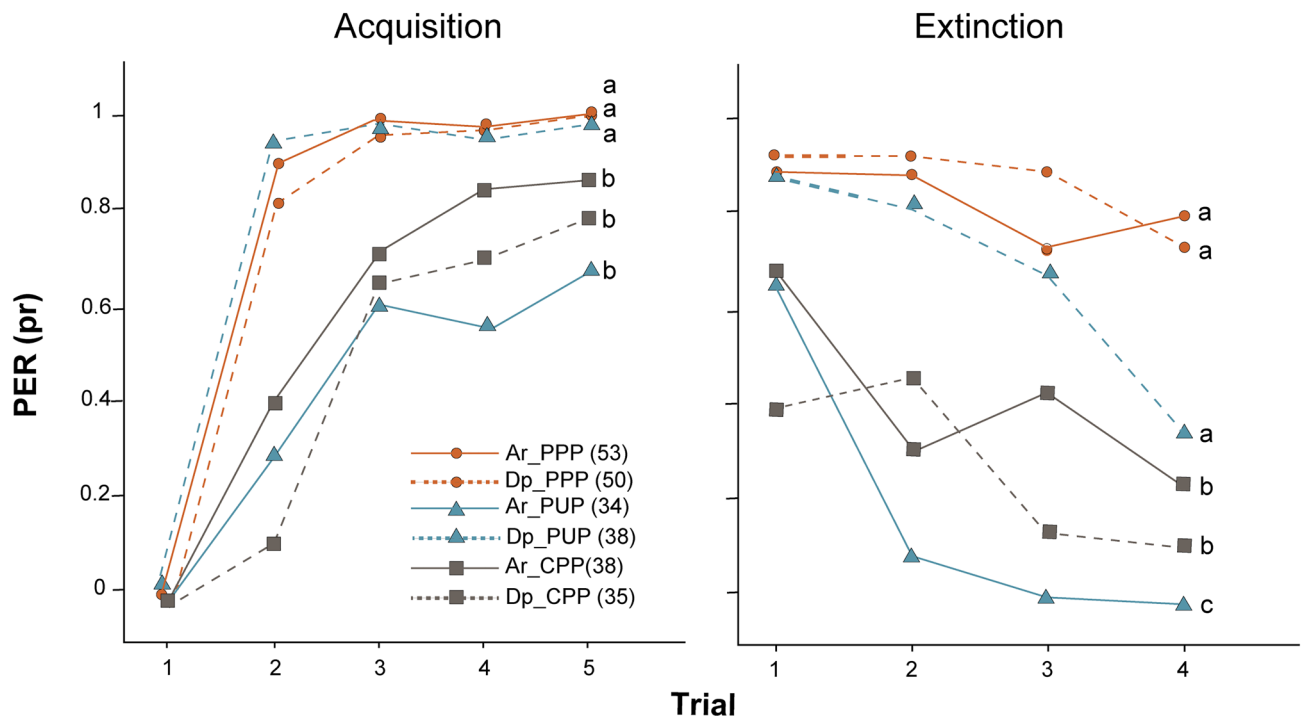 Acquisition
Extinction
PER (pr)
1
0.8
0.6
0.4
0.2
0
a
a
a
b
b
b
Ar_PPP (53)
Dp_PPP (50)
Ar_PUP (34)
Dp_PUP (38)
Ar_CPP(38)
Dp_CPP (35)
1 2 3 4 5
a
a
a
b
b
c
1 2 3 4
Trial